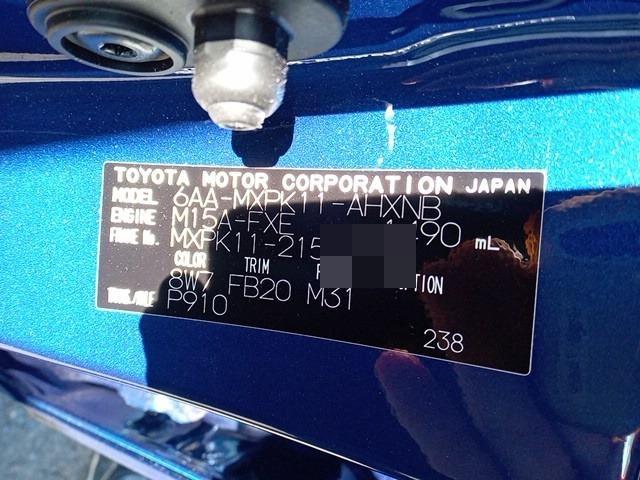 TOYOTA MOTOR CORPORATION JAPAN
MODEL 6AA-MXPK11-AHXNB
ENGINE M15A-FXE 1,490 mL
FRAME No. MXPK11-215
COLOR TRIM
8W7 FB20 M31
TRANS./AXLE P910
238